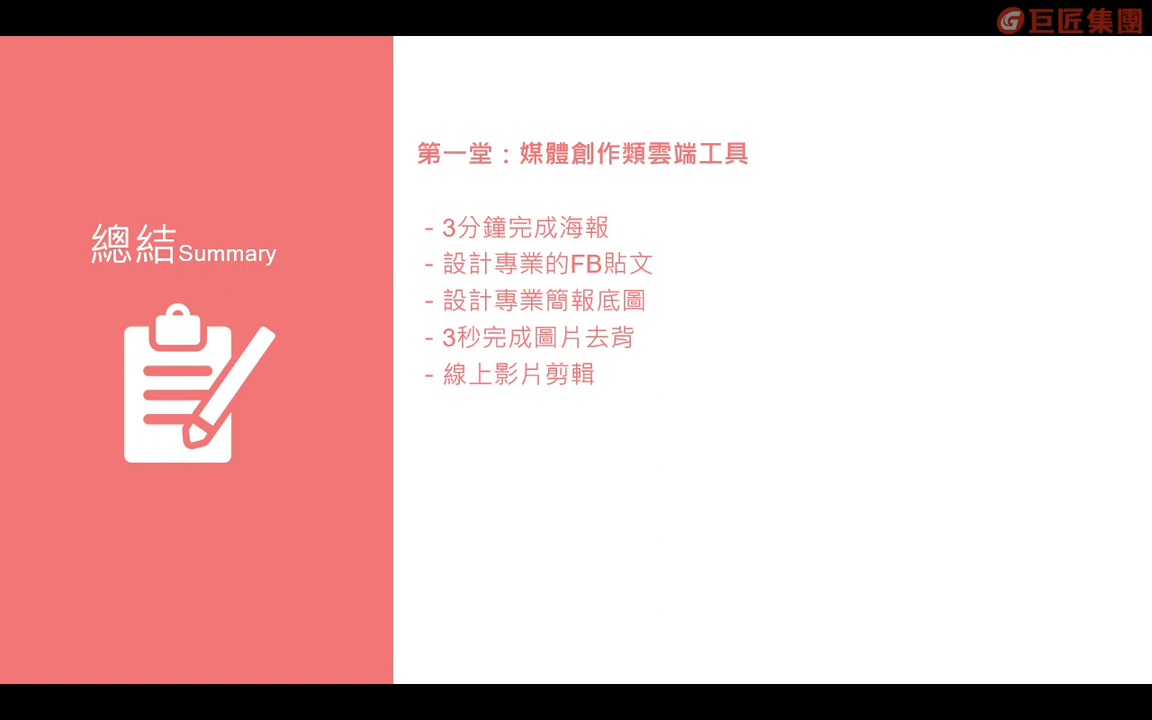 巨匠集團
第一堂：媒體創作類雲端工具
總結Summary
- 3分鐘完成海報
- 設計專業的FB貼文
- 設計專業簡報底圖
- 3秒完成圖片去背
- 線上影片剪輯